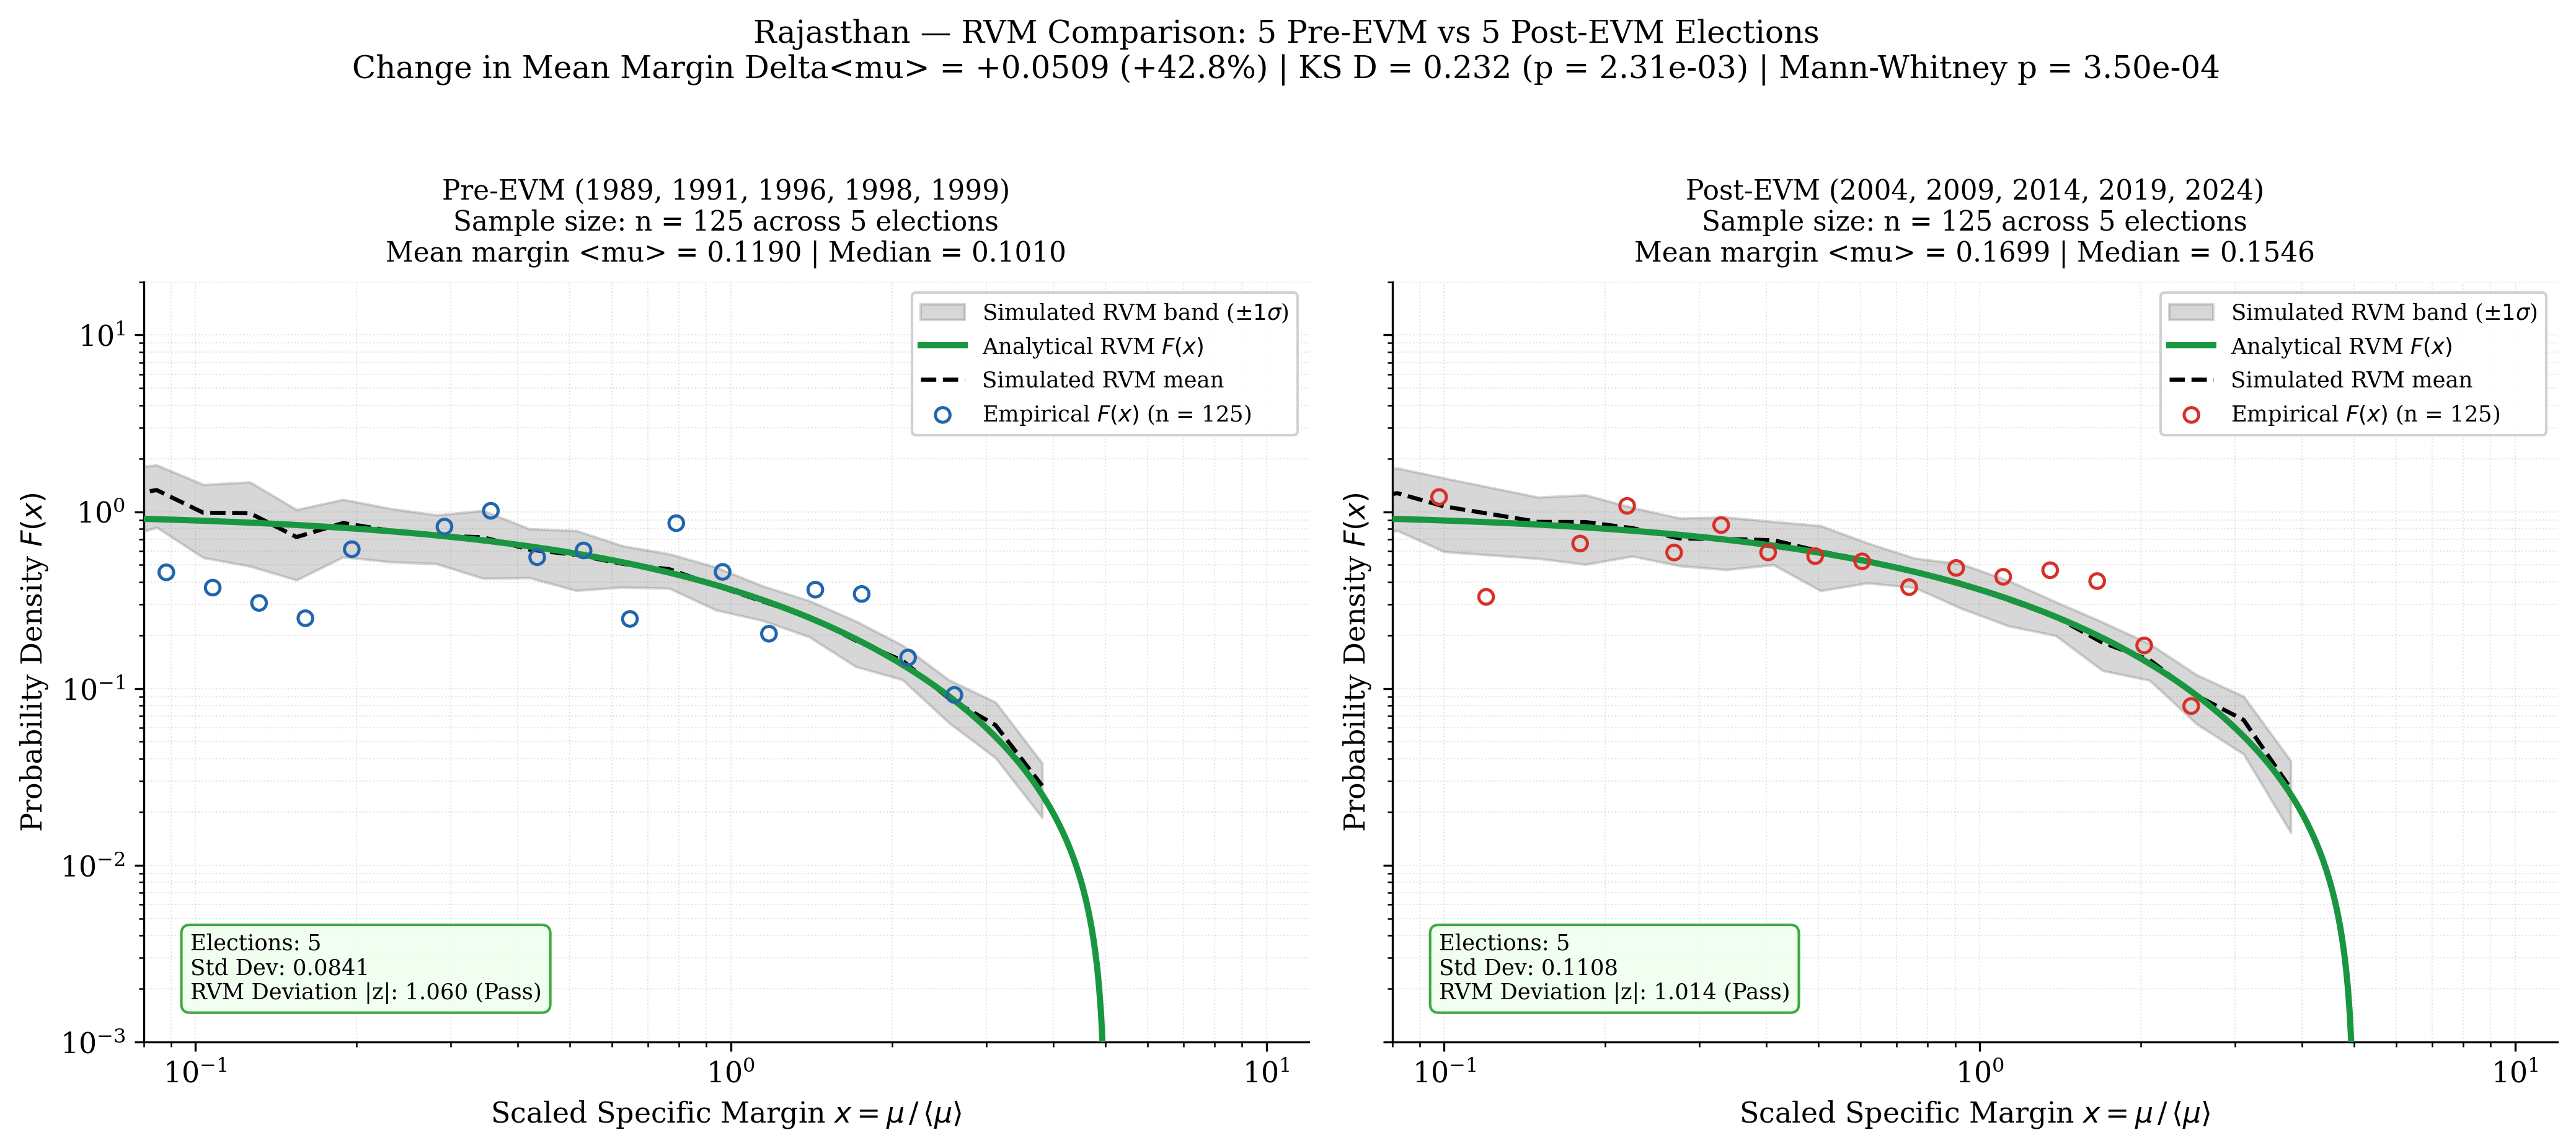 Rajasthan — RVM Comparison: 5 Pre-EVM vs 5 Post-EVM Elections
Change in Mean Margin Delta<mu> = +0.0509 (+42.8%) | KS D = 0.232 (p = 2.31e-03) | Mann-Whitney p = 3.50e-04
Pre-EVM (1989, 1991, 1996, 1998, 1999)
Sample size: n = 125 across 5 elections
Mean margin <mu> = 0.1190 | Median = 0.1010
Simulated RVM band (±1σ)
Analytical RVM F(x)
Simulated RVM mean
Empirical F(x) (n = 125)
Probability Density F(x)
10¹
10⁰
10⁻¹
10⁻²
10⁻³
Elections: 5
Std Dev: 0.0841
RVM Deviation |z|: 1.060 (Pass)
10⁻¹ 10⁰ 10¹
Scaled Specific Margin x = μ / ⟨μ⟩
Post-EVM (2004, 2009, 2014, 2019, 2024)
Sample size: n = 125 across 5 elections
Mean margin <mu> = 0.1699 | Median = 0.1546
Simulated RVM band (±1σ)
Analytical RVM F(x)
Simulated RVM mean
Empirical F(x) (n = 125)
Probability Density F(x)
Elections: 5
Std Dev: 0.1108
RVM Deviation |z|: 1.014 (Pass)
10⁻¹ 10⁰ 10¹
Scaled Specific Margin x = μ / ⟨μ⟩